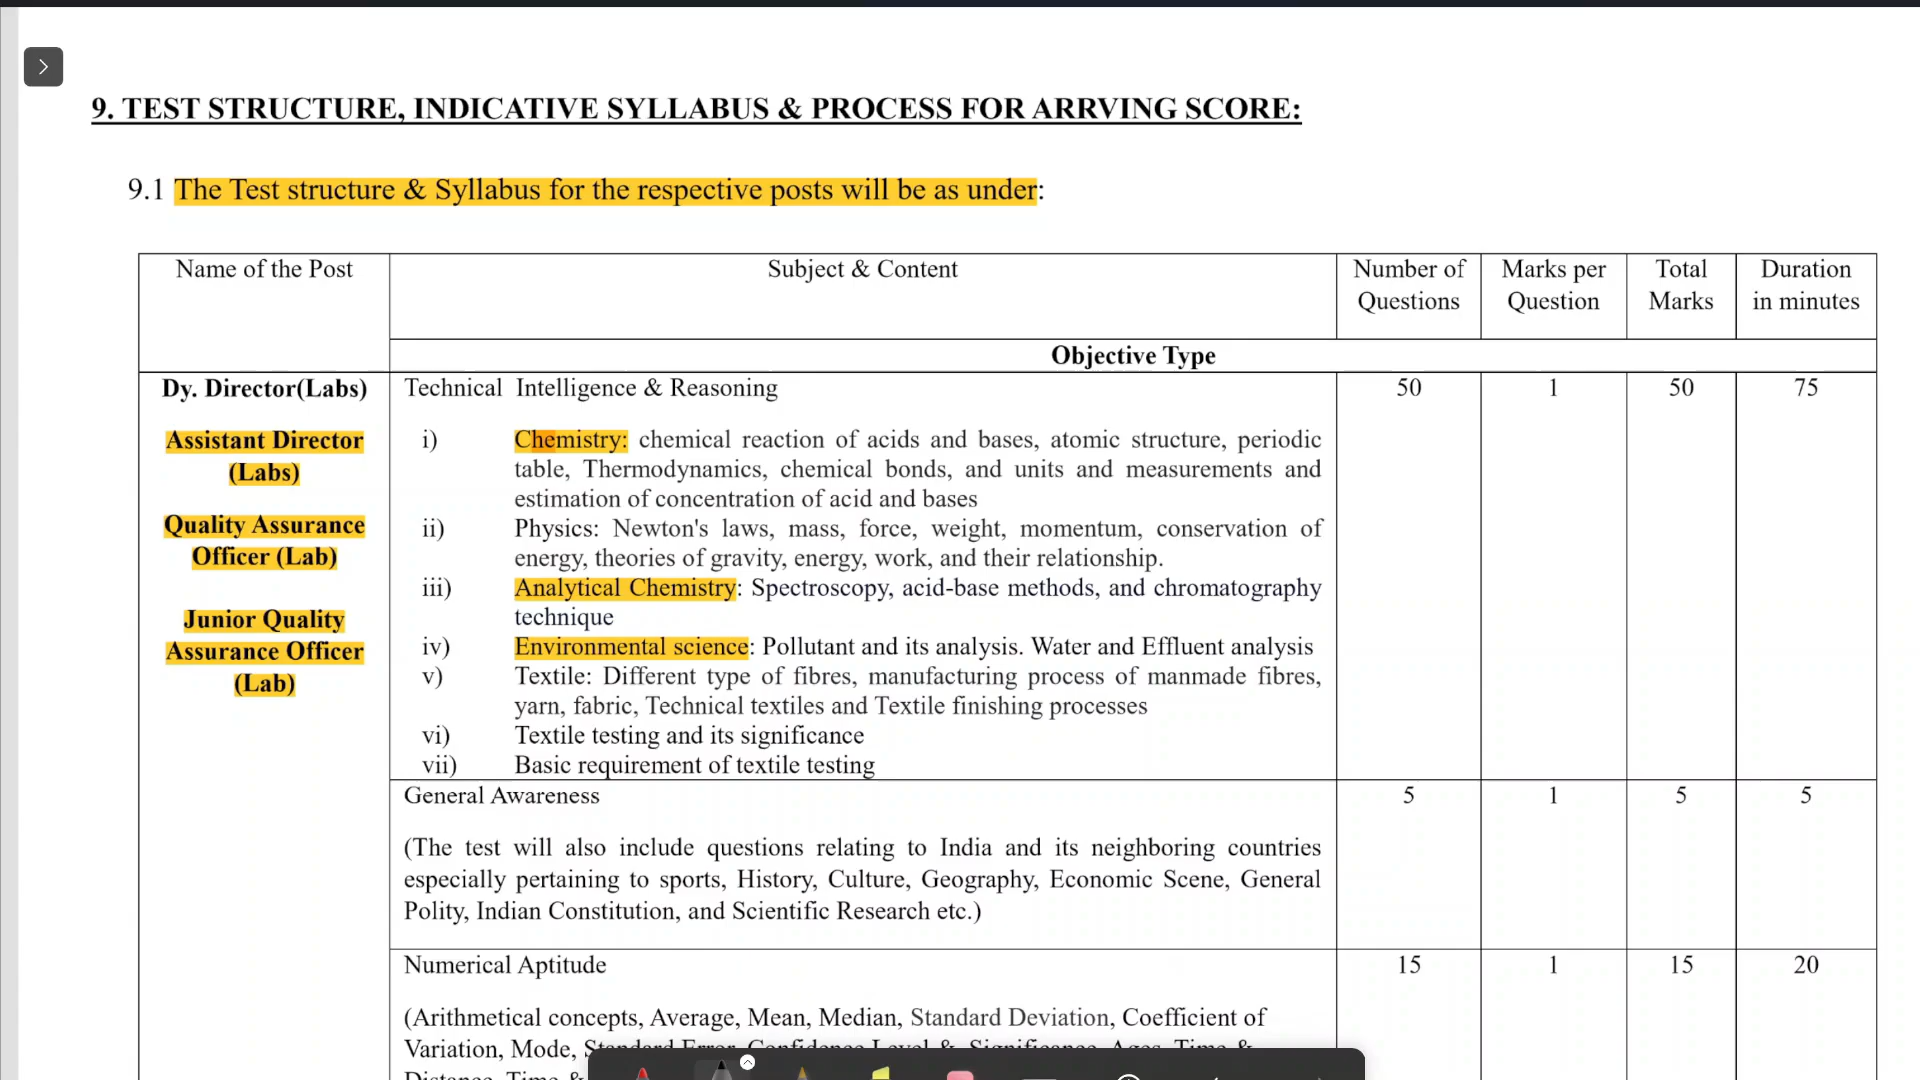 9. TEST STRUCTURE, INDICATIVE SYLLABUS & PROCESS FOR ARRVING SCORE:
9.1 The Test structure & Syllabus for the respective posts will be as under:
Name of the Post
Subject & Content
Number of
Questions
Marks per
Question
Total
Marks
Duration
in minutes
Objective Type
Dy. Director(Labs)
Assistant Director
(Labs)
Quality Assurance
Officer (Lab)
Junior Quality
Assurance Officer
(Lab)
Technical Intelligence & Reasoning
50
1
50
75
i) Chemistry: chemical reaction of acids and bases, atomic structure, periodic
table, Thermodynamics, chemical bonds, and units and measurements and
estimation of concentration of acid and bases
ii) Physics: Newton's laws, mass, force, weight, momentum, conservation of
energy, theories of gravity, energy, work, and their relationship.
iii) Analytical Chemistry: Spectroscopy, acid-base methods, and chromatography
technique
iv) Environmental science: Pollutant and its analysis. Water and Effluent analysis
v) Textile: Different type of fibres, manufacturing process of manmade fibres,
yarn, fabric, Technical textiles and Textile finishing processes
vi) Textile testing and its significance
vii) Basic requirement of textile testing
General Awareness
5
1
5
5
(The test will also include questions relating to India and its neighboring countries
especially pertaining to sports, History, Culture, Geography, Economic Scene, General
Polity, Indian Constitution, and Scientific Research etc.)
Numerical Aptitude
15
1
15
20
(Arithmetical concepts, Average, Mean, Median, Standard Deviation, Coefficient of
Variation, Mode, Standard Error, Confidence Level & Significance, Ages, Time &
Distance, Time &